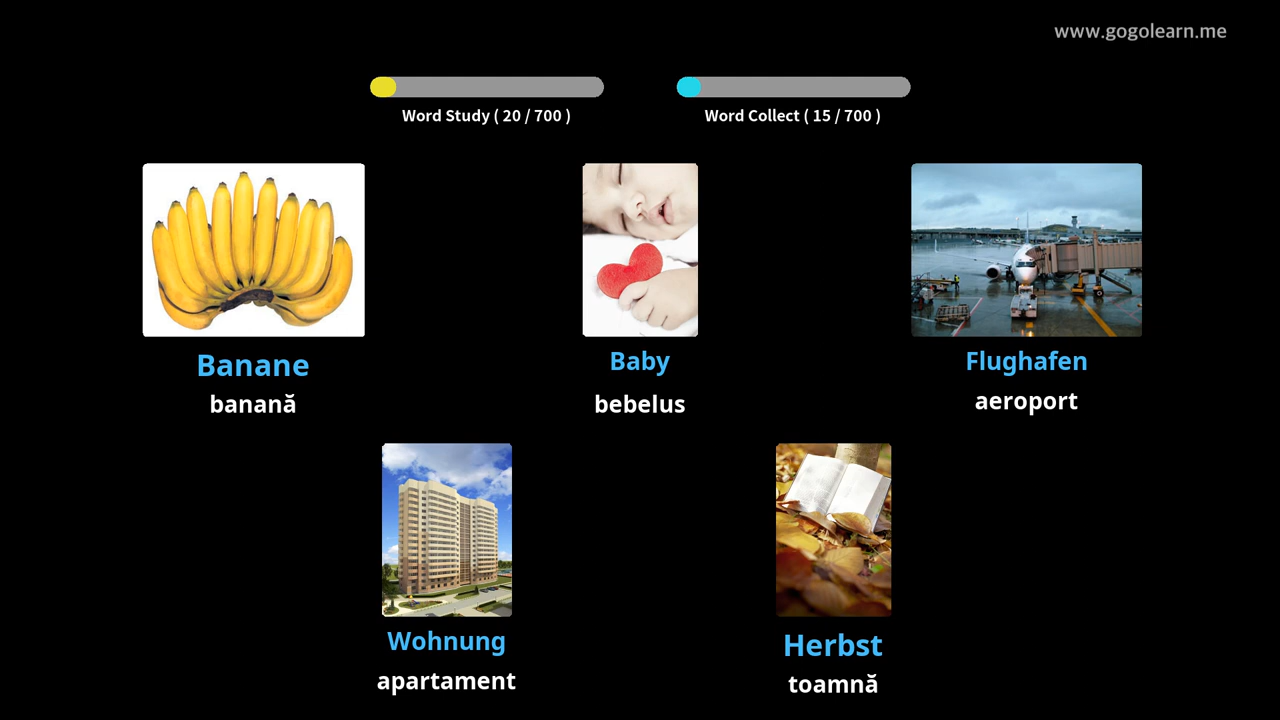 www.gogolearn.me
Word Study ( 20 / 700 )
Word Collect ( 15 / 700 )
Banane
banană
Baby
bebelus
Flughafen
aeroport
Wohnung
apartament
Herbst
toamnă